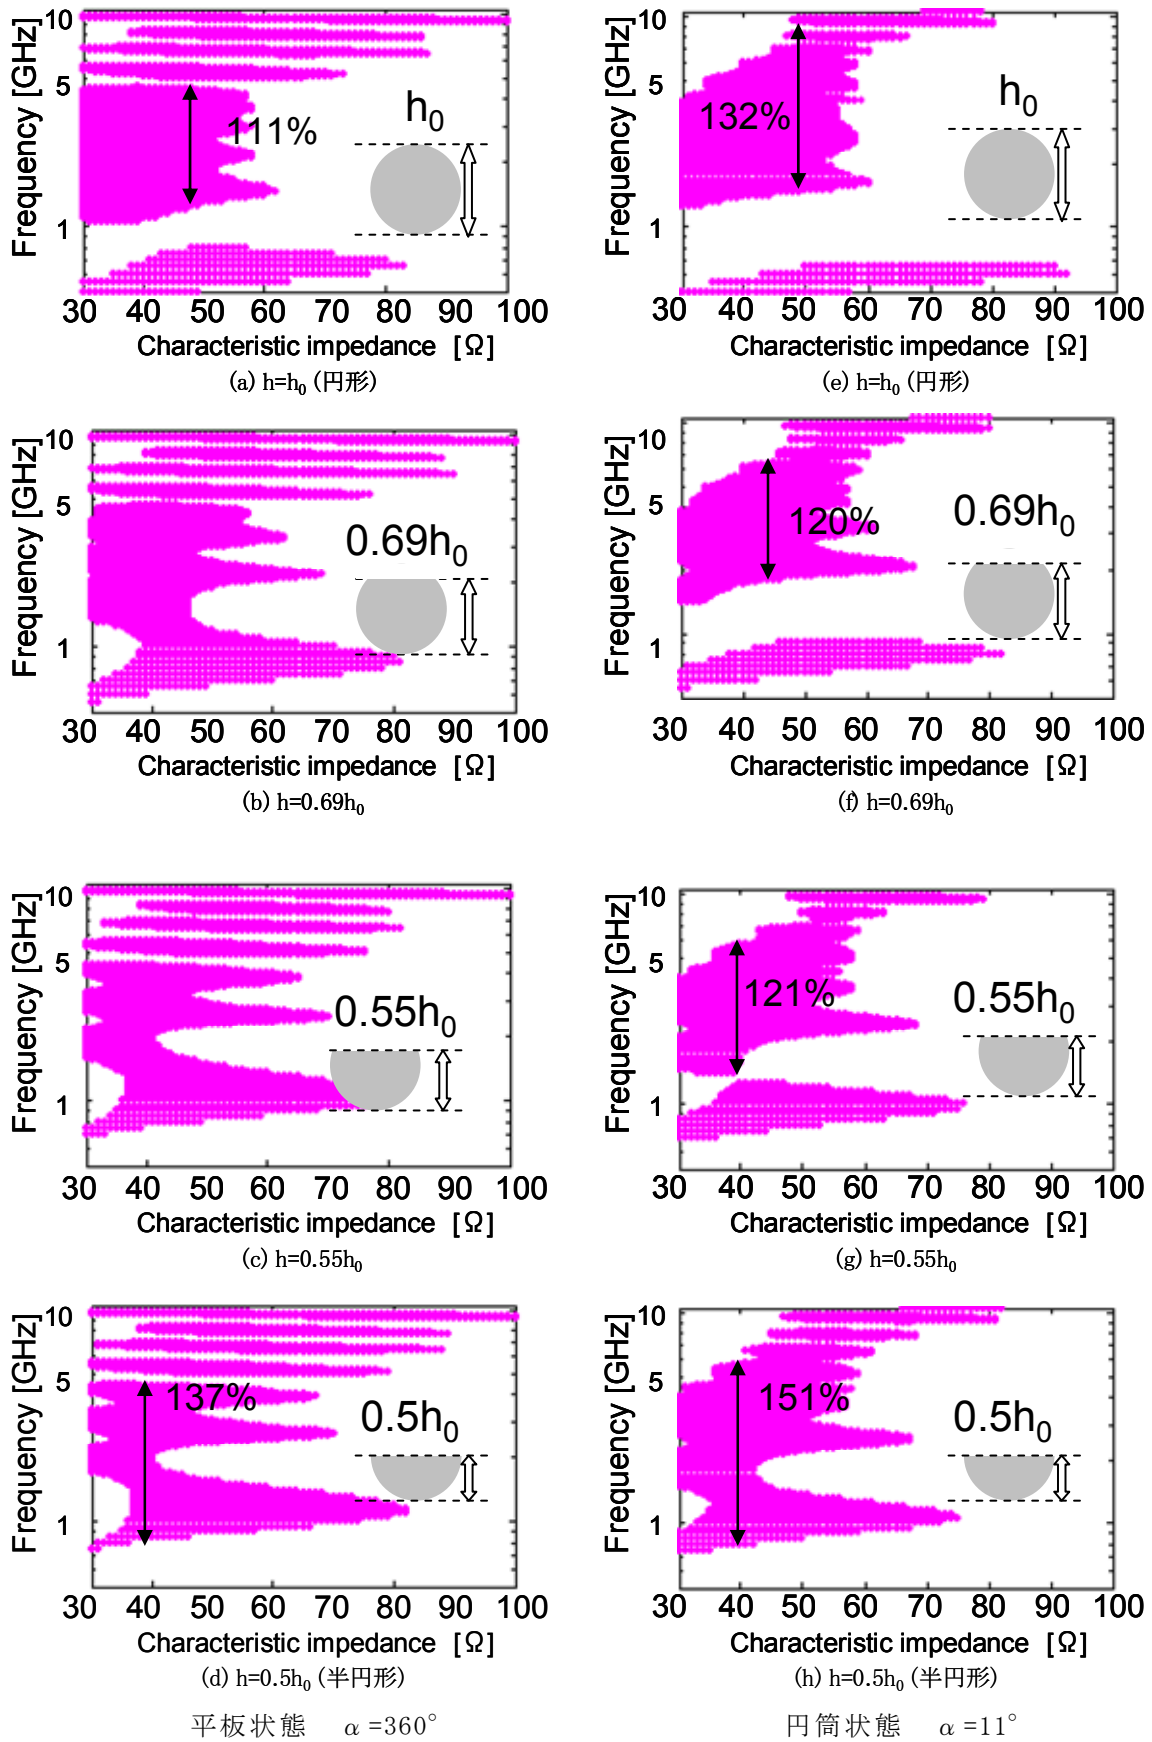 Frequency [GHz]
10
5
1
111%
h0
30 40 50 60 70 80 90 100
Characteristic impedance [Ω]
(a) h=h0 (円形)
Frequency [GHz]
10
5
1
132%
h0
30 40 50 60 70 80 90 100
Characteristic impedance [Ω]
(e) h=h0 (円形)
Frequency [GHz]
10
5
1
0.69h0
30 40 50 60 70 80 90 100
Characteristic impedance [Ω]
(b) h=0.69h0
Frequency [GHz]
10
5
1
120%
0.69h0
30 40 50 60 70 80 90 100
Characteristic impedance [Ω]
(f) h=0.69h0
Frequency [GHz]
10
5
1
0.55h0
30 40 50 60 70 80 90 100
Characteristic impedance [Ω]
(c) h=0.55h0
Frequency [GHz]
10
5
1
121%
0.55h0
30 40 50 60 70 80 90 100
Characteristic impedance [Ω]
(g) h=0.55h0
Frequency [GHz]
10
5
1
137%
0.5h0
30 40 50 60 70 80 90 100
Characteristic impedance [Ω]
(d) h=0.5h0 (半円形)
Frequency [GHz]
10
5
1
151%
0.5h0
30 40 50 60 70 80 90 100
Characteristic impedance [Ω]
(h) h=0.5h0 (半円形)
平板状態 α=360°
円筒状態 α=11°